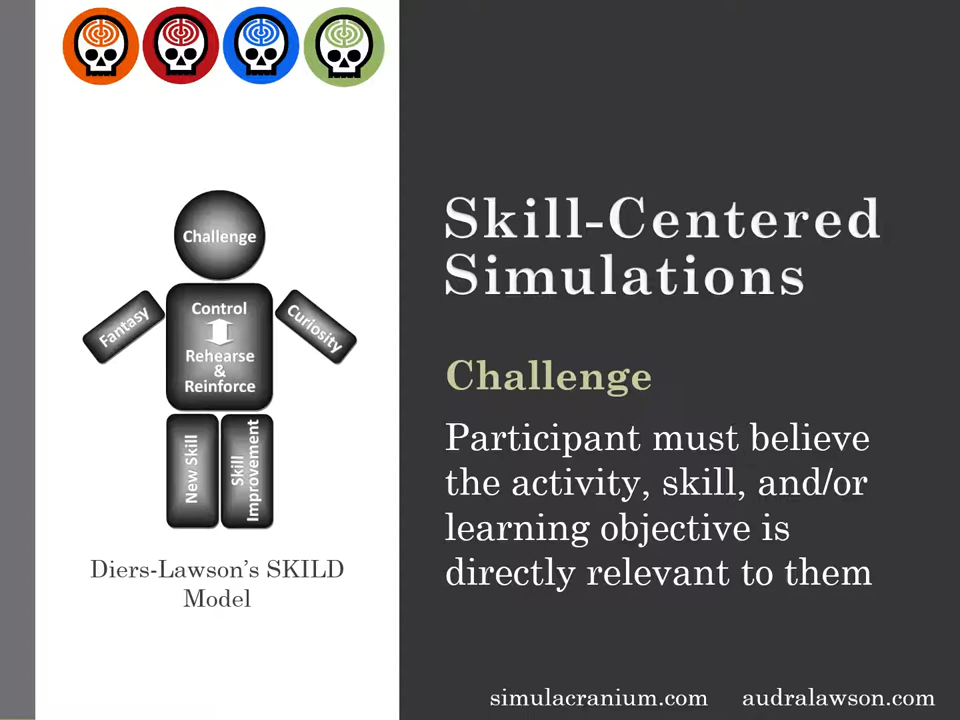 Challenge
Fantasy
Control
Curiosity
Rehearse
&
Reinforce
New Skill
Skill
Improvement
Diers-Lawson's SKILD
Model
Skill-Centered
Simulations
Challenge
Participant must believe
the activity, skill, and/or
learning objective is
directly relevant to them
simulacranium.com audralawson.com